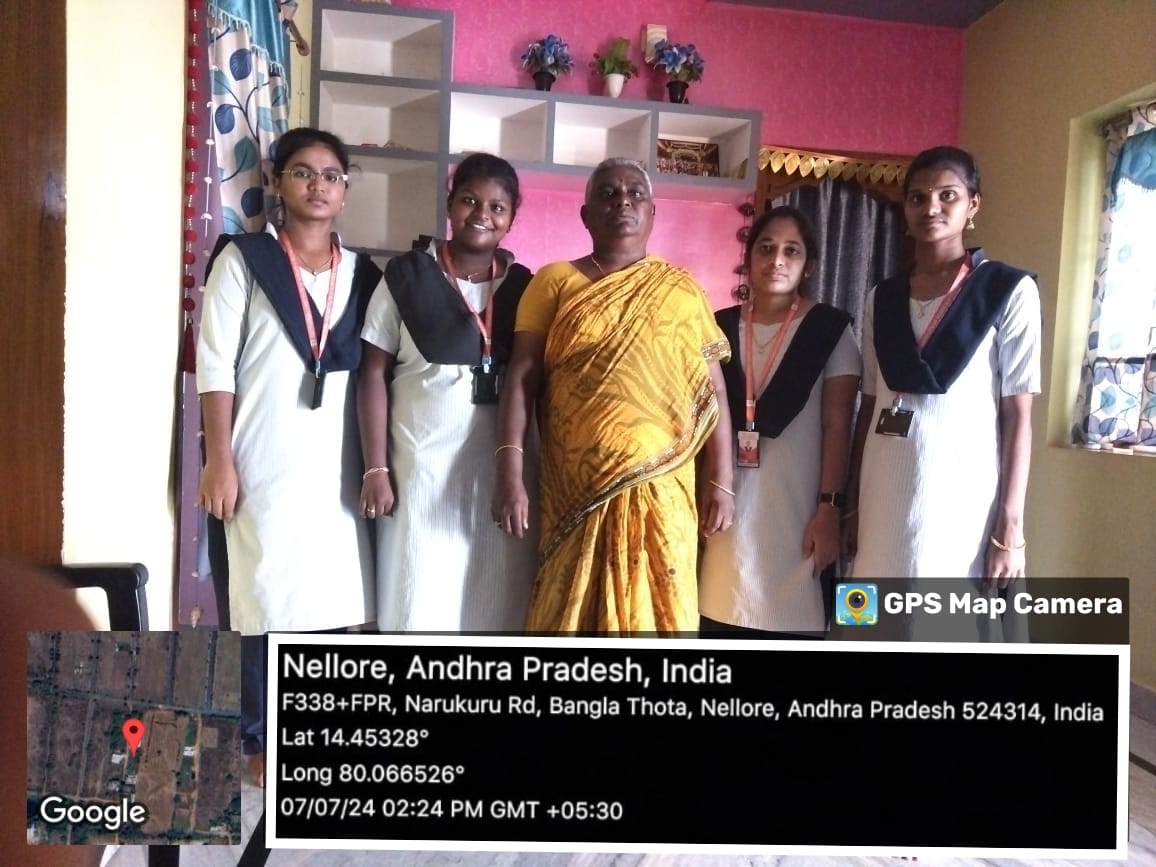 GPS Map Camera
Nellore, Andhra Pradesh, India
F338+FPR, Narukuru Rd, Bangla Thota, Nellore, Andhra Pradesh 524314, India
Lat 14.45328°
Long 80.066526°
07/07/24 02:24 PM GMT +05:30
Google